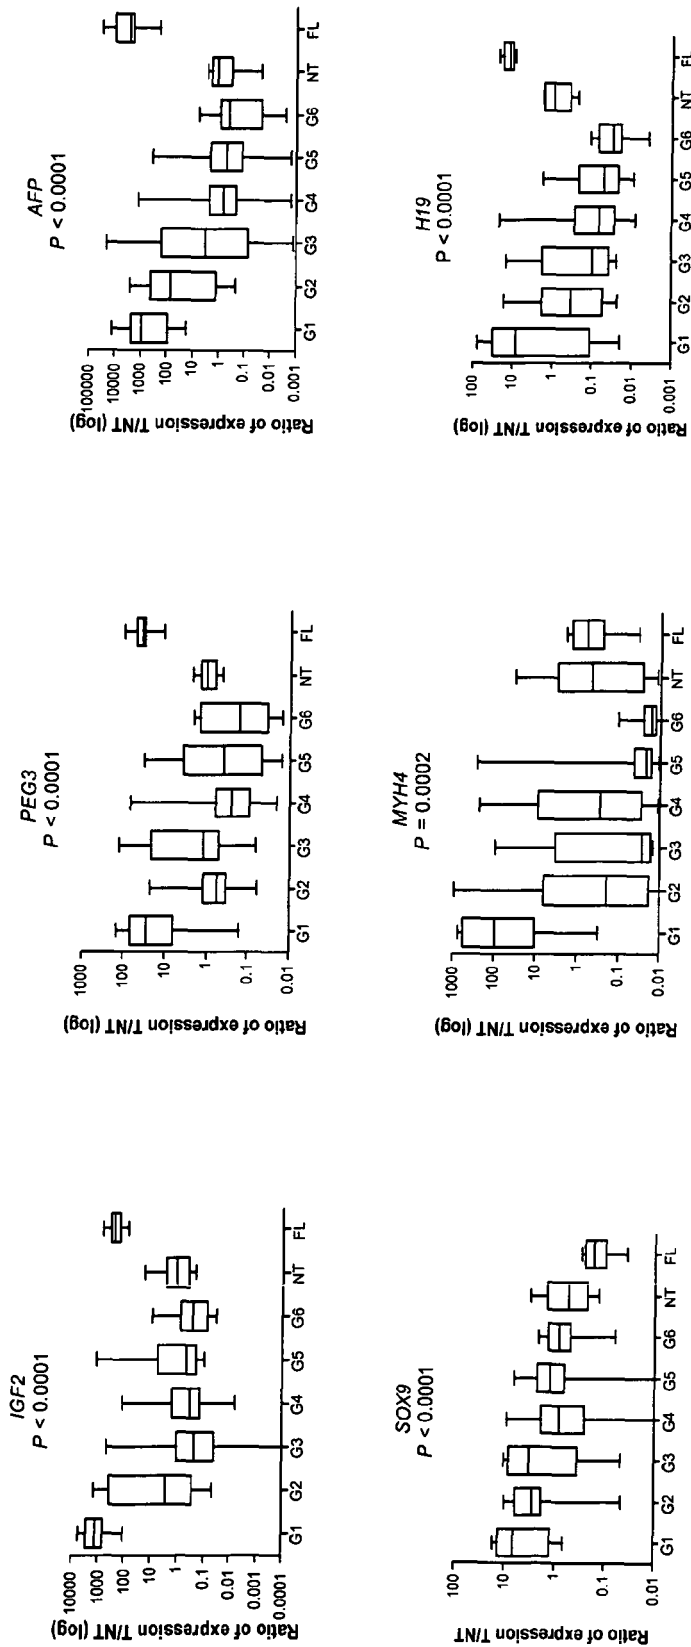 IGF2
P < 0.0001
Ratio of expression T/NT (log)
10000
1000
100
10
1
0.1
0.01
0.001
0.0001
G1 G2 G3 G4 G5 G6 NT FL
PEG3
P < 0.0001
Ratio of expression T/NT (log)
1000
100
10
1
0.1
0.01
G1 G2 G3 G4 G5 G6 NT FL
AFP
P < 0.0001
Ratio of expression T/NT (log)
100000
10000
1000
100
10
1
0.1
0.01
0.001
G1 G2 G3 G4 G5 G6 NT FL
SOX9
P < 0.0001
Ratio of expression T/NT
100
10
1
0.1
0.01
G1 G2 G3 G4 G5 G6 NT FL
MYH4
P = 0.0002
Ratio of expression T/NT (log)
1000
100
10
1
0.1
0.01
G1 G2 G3 G4 G5 G6 NT FL
H19
P < 0.0001
Ratio of expression T/NT (log)
100
10
1
0.1
0.01
0.001
G1 G2 G3 G4 G5 G6 NT FL